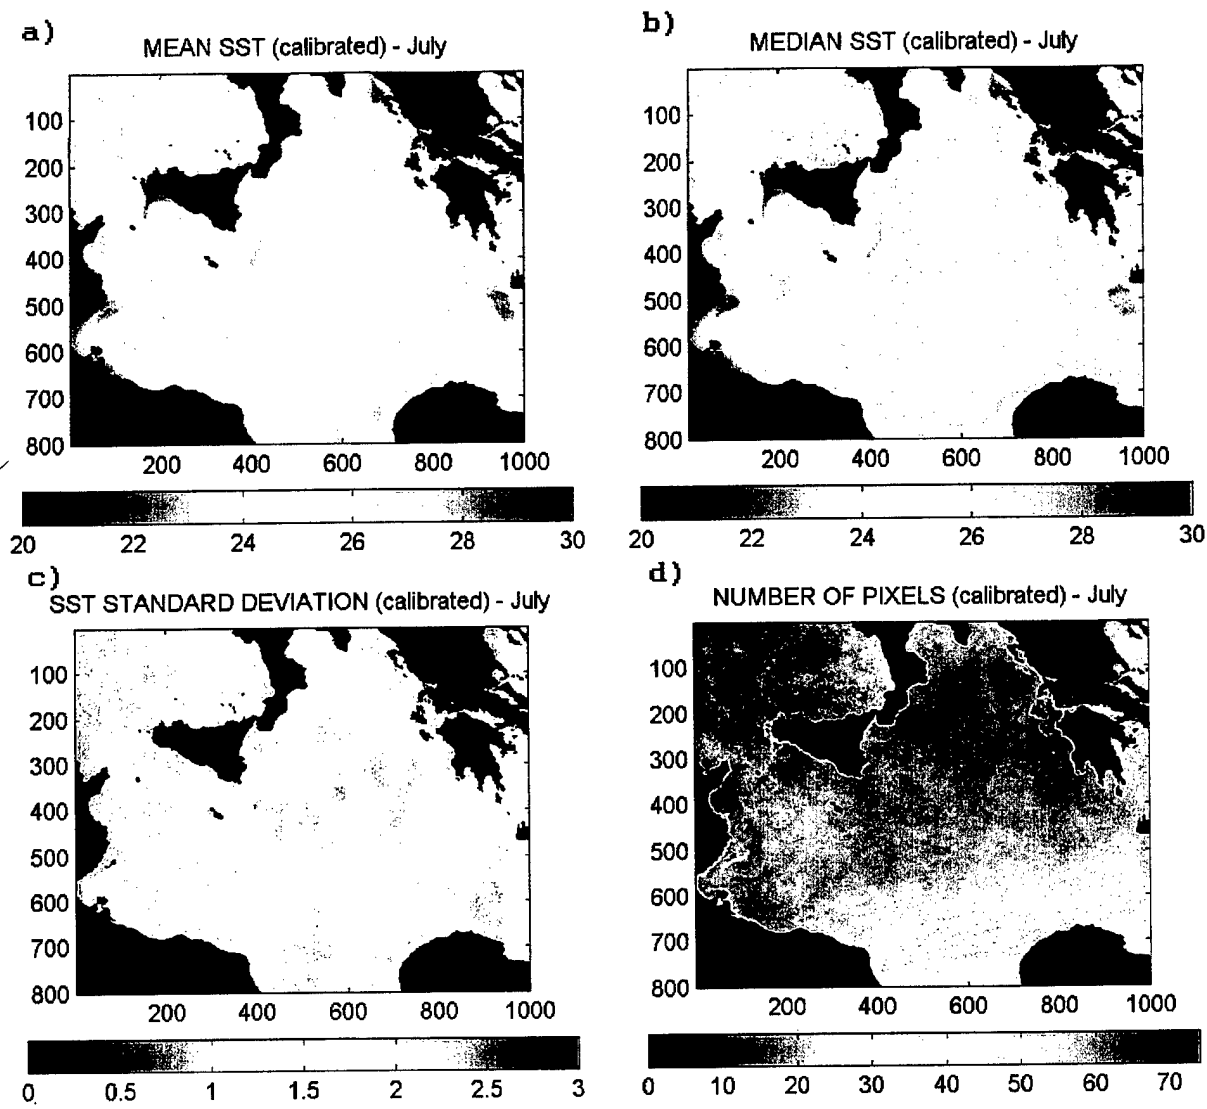 a)
MEAN SST (calibrated) - July
100
200
300
400
500
600
700
800
200 400 600 800 1000
20 22 24 26 28 30
b)
MEDIAN SST (calibrated) - July
100
200
300
400
500
600
700
800
200 400 600 800 1000
20 22 24 26 28 30
c)
SST STANDARD DEVIATION (calibrated) - July
100
200
300
400
500
600
700
800
200 400 600 800 1000
0 0.5 1 1.5 2 2.5 3
d)
NUMBER OF PIXELS (calibrated) - July
100
200
300
400
500
600
700
800
200 400 600 800 1000
0 10 20 30 40 50 60 70